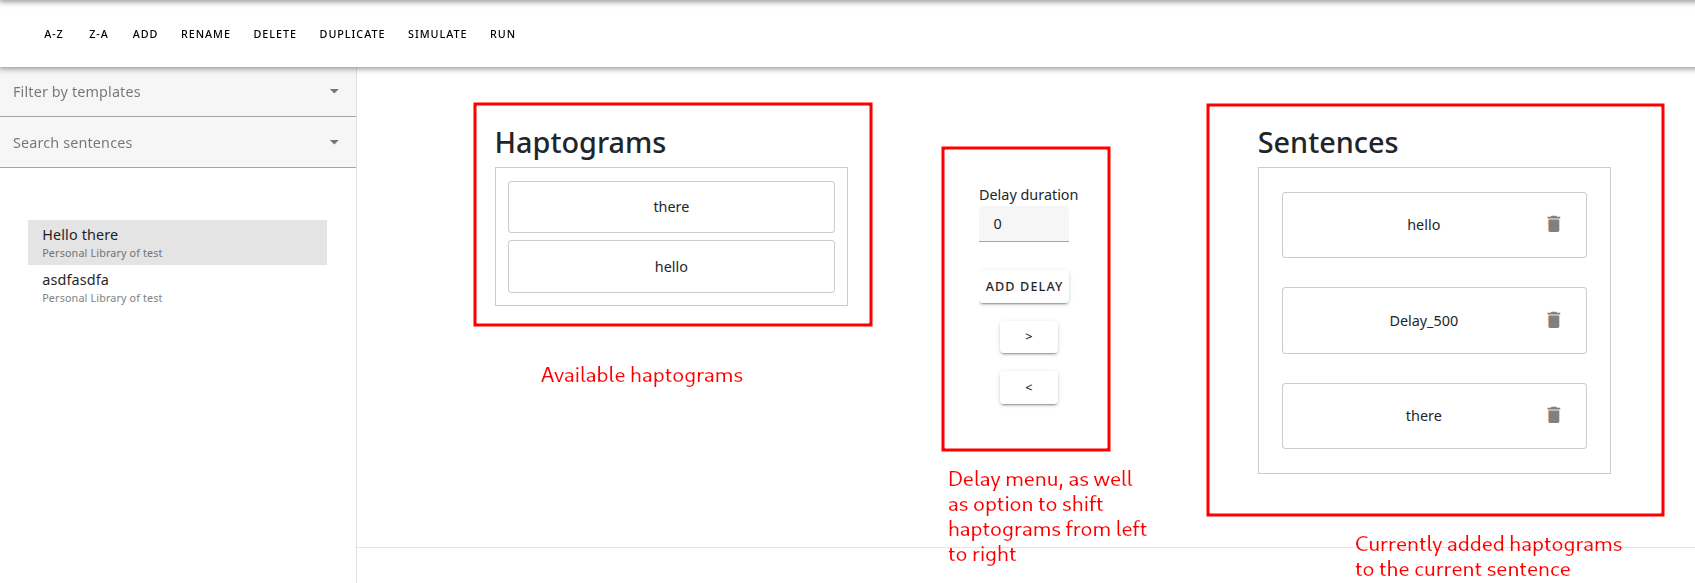 A-Z Z-A ADD RENAME DELETE DUPLICATE SIMULATE RUN
Filter by templates
Search sentences
Hello there
Personal Library of test
asdfasdfa
Personal Library of test
Haptograms
there
hello
Available haptograms
Delay duration
0
ADD DELAY
>
<
Delay menu, as well
as option to shift
haptograms from left
to right
Sentences
hello
Delay_500
there
Currently added haptograms
to the current sentence